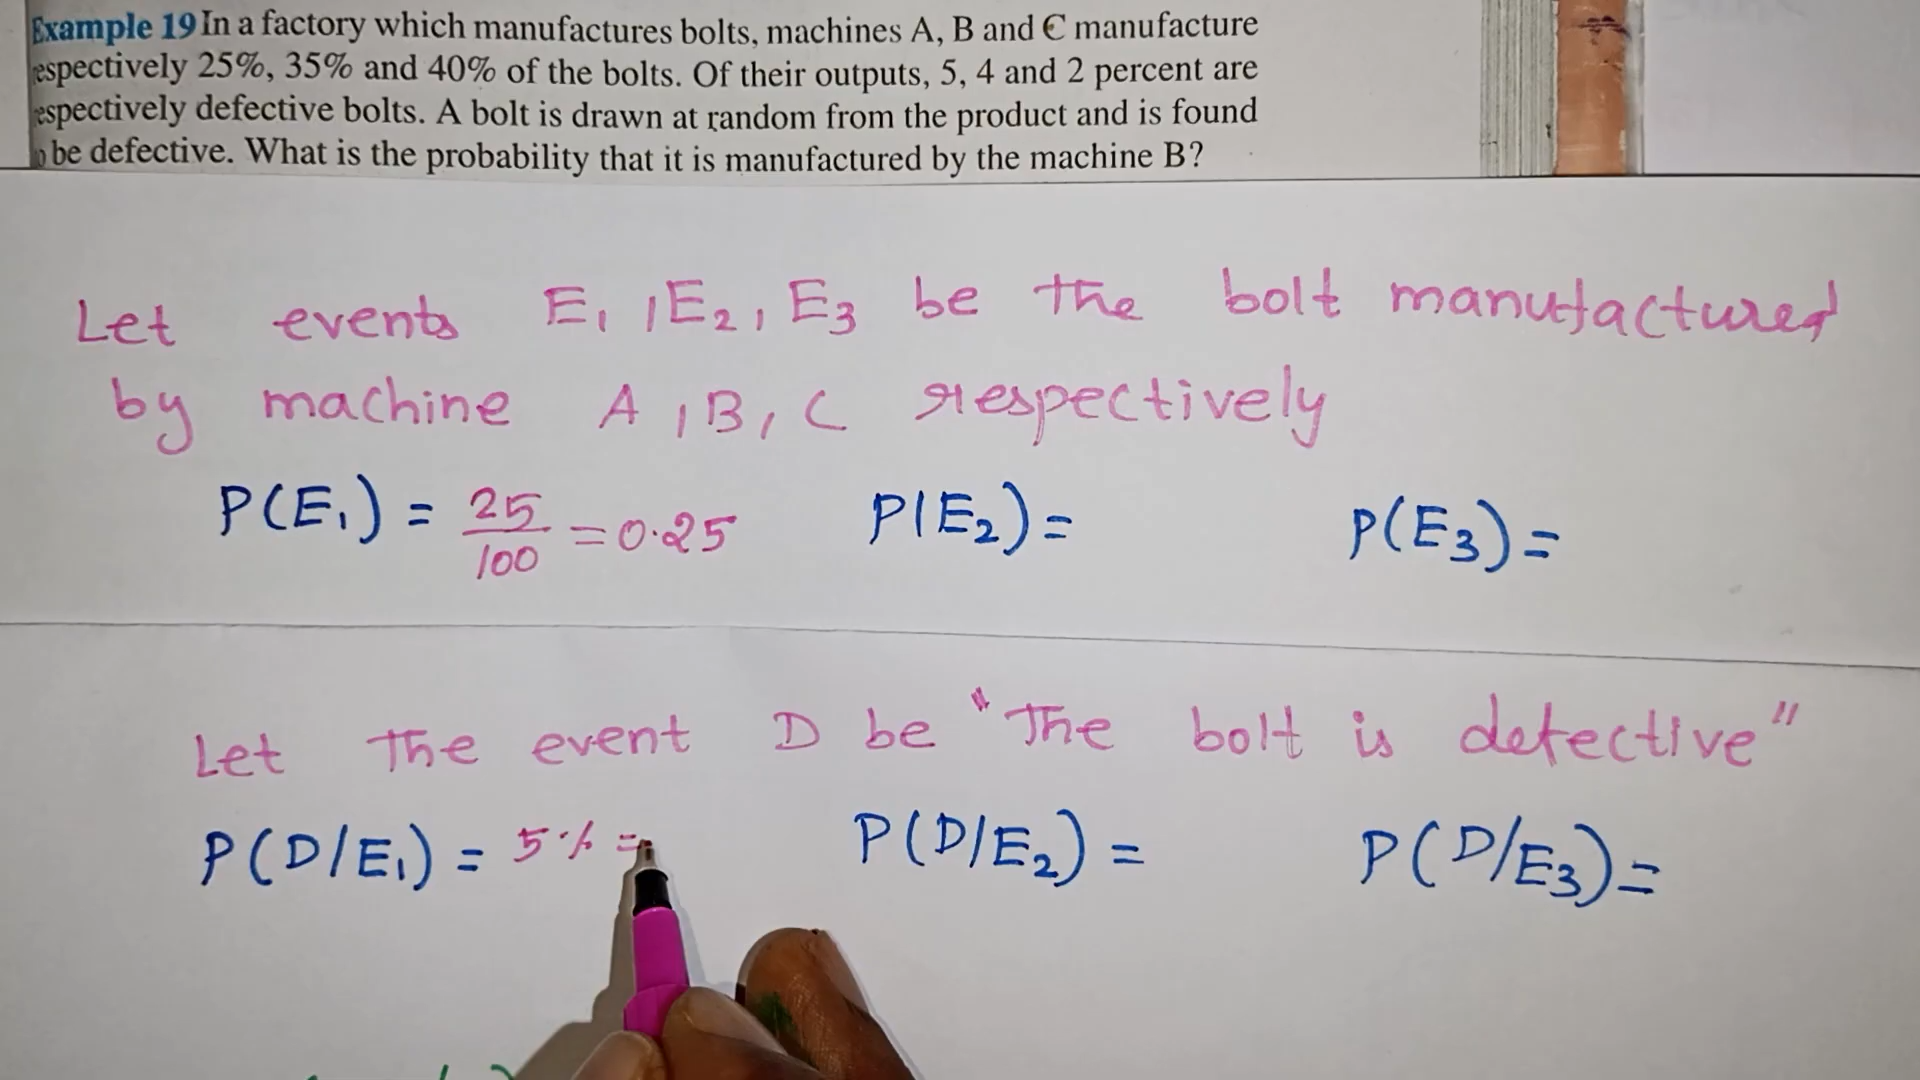 Example 19 In a factory which manufactures bolts, machines A, B and C manufacture
respectively 25%, 35% and 40% of the bolts. Of their outputs, 5, 4 and 2 percent are
respectively defective bolts. A bolt is drawn at random from the product and is found
be defective. What is the probability that it is manufactured by the machine B?
Let events E₁, E₂, E₃ be the bolt manufactured
by machine A, B, C respectively
P(E₁) = 25/100 = 0.25 P(E₂) = P(E₃) =
Let the event D be "The bolt is defective"
P(D/E₁) = 5% = P(D/E₂) = P(D/E₃) =